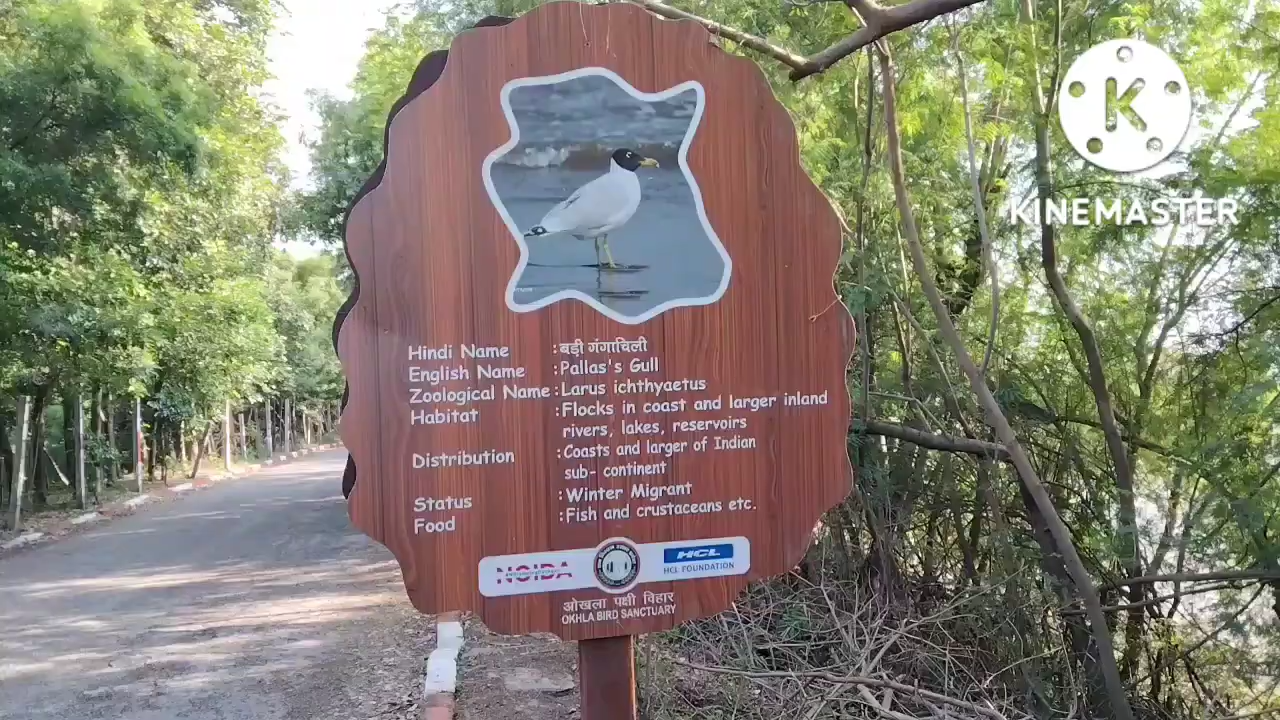 KINEMASTER
Hindi Name : बड़ी गंगाचिली
English Name : Pallas's Gull
Zoological Name : Larus ichthyaetus
Habitat : Flocks in coast and larger inland
rivers, lakes, reservoirs
Distribution : Coasts and larger of Indian
sub- continent
Status : Winter Migrant
Food : Fish and crustaceans etc.
NOIDA
HCL
HCL FOUNDATION
ओखला पक्षी विहार
OKHLA BIRD SANCTUARY